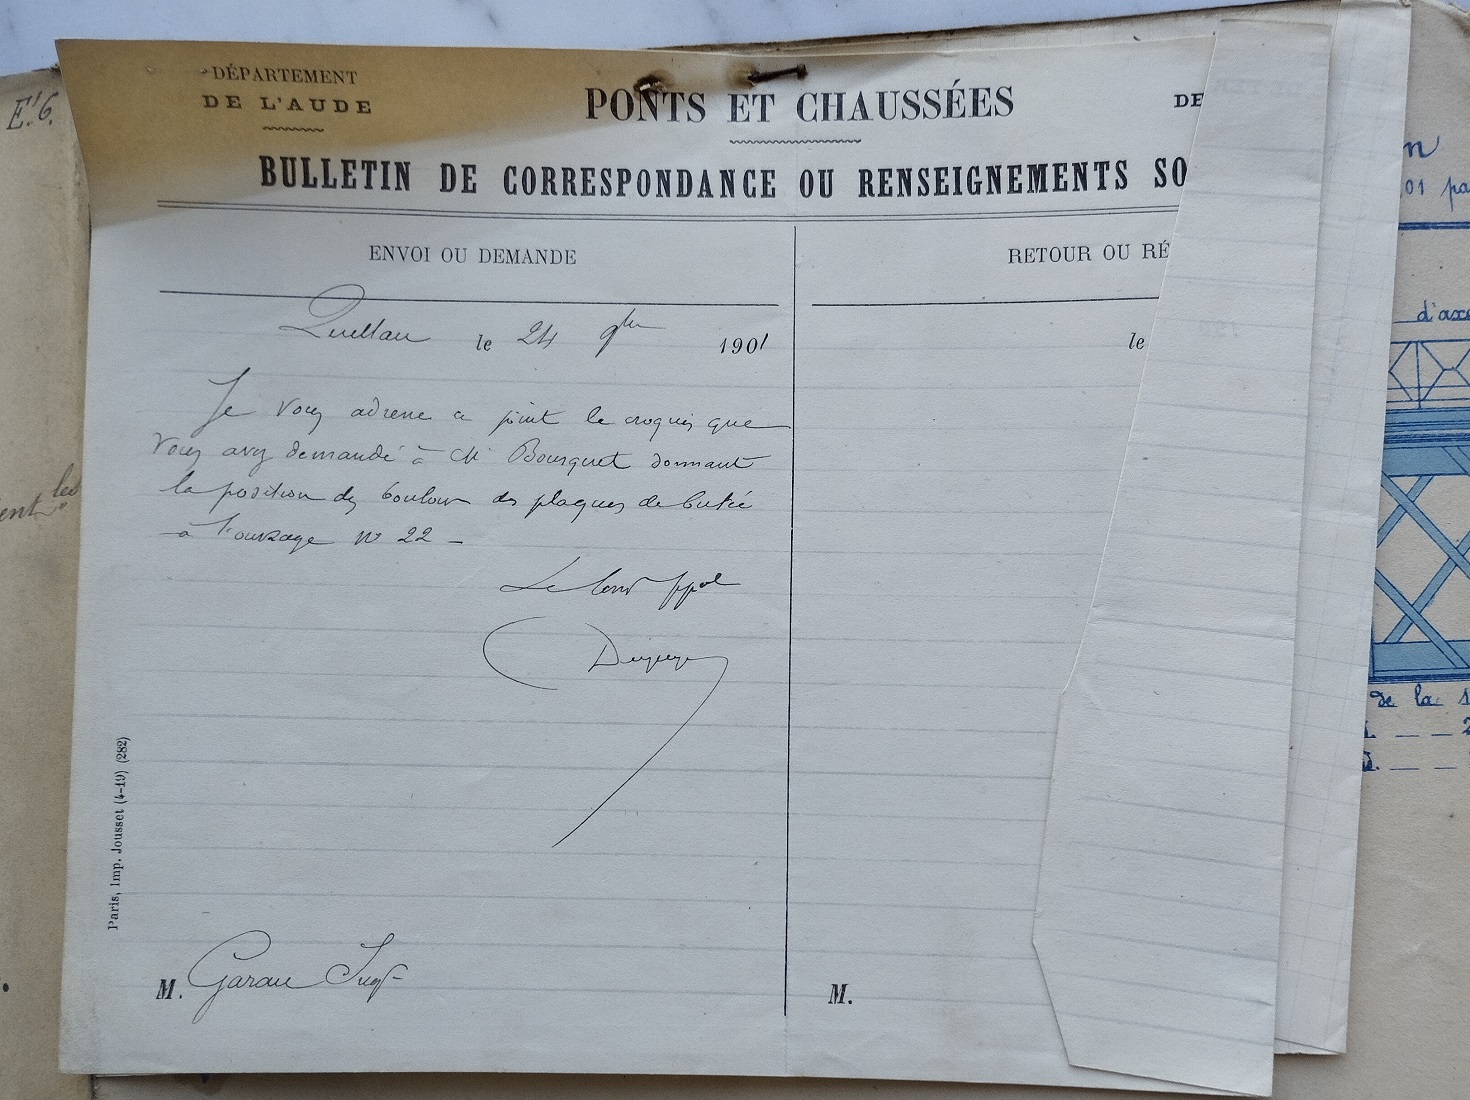 DÉPARTEMENT
DE L'AUDE
PONTS ET CHAUSSÉES
DE
BULLETIN DE CORRESPONDANCE OU RENSEIGNEMENTS SO
ENVOI OU DEMANDE
Quillan le 24 9bre 1901
Je vous adresse ci joint le croquis que
vous avez demandé à Mr Bousquet donnant
la position des boulons des plaques de butée
à l'ouvrage no 22 –
Le Cond ppal
M. Garau Ingr
Paris, Imp. Jousset (4-19) (282)
RETOUR OU RÉ
le
M.
E! 6.
les
ent
n
01 pa
d'axe
de la 1